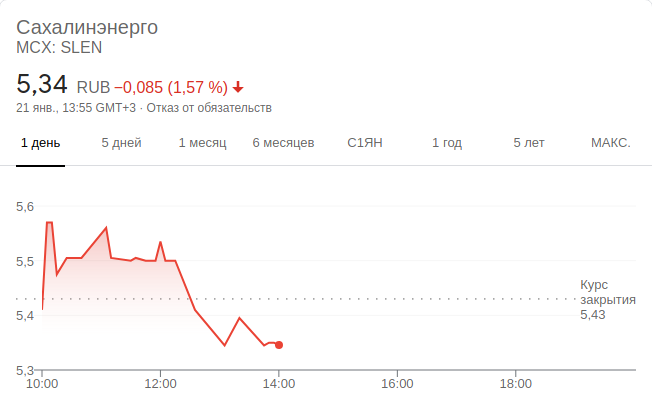 Сахалинэнерго
MCX: SLEN
5,34 RUB −0,085 (1,57 %)
21 янв., 13:55 GMT+3 · Отказ от обязательств
1 день 5 дней 1 месяц 6 месяцев С1ЯН 1 год 5 лет МАКС.
5,6
5,5
Курс
закрытия
5,43
5,4
5,3
10:00 12:00 14:00 16:00 18:00